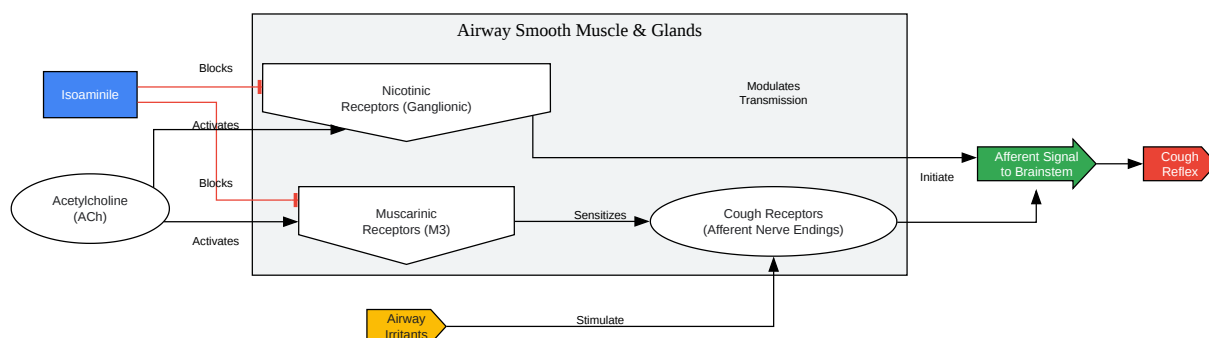 Airway Smooth Muscle & Glands
Blocks
Isoaminile
Nicotinic
Receptors (Ganglionic)
Modulates
Transmission
Activates
Afferent Signal
to Brainstem
Cough
Reflex
Initiate
Blocks
Acetylcholine
(ACh)
Activates
Muscarinic
Receptors (M3)
Sensitizes
Cough Receptors
(Afferent Nerve Endings)
Airway
Irritants
Stimulate